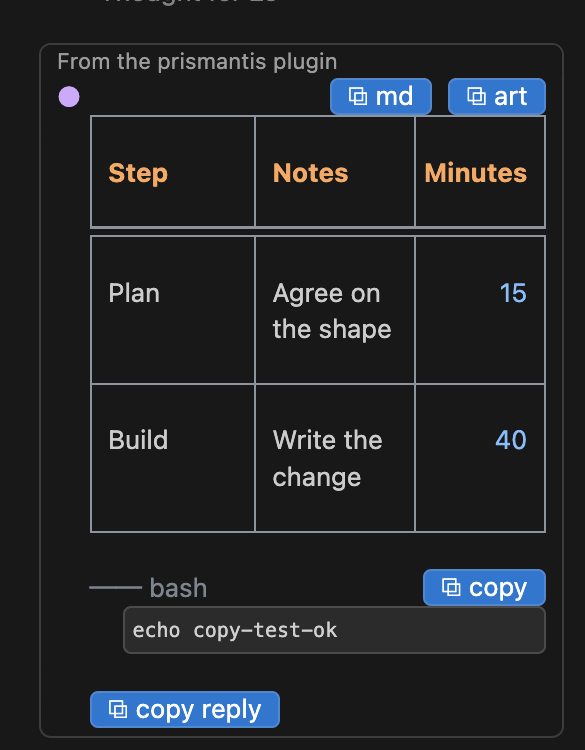 From the prismantis plugin
md
art
Step
Notes
Minutes
Plan
Agree on
the shape
15
Build
Write the
change
40
bash
copy
echo copy-test-ok
copy reply